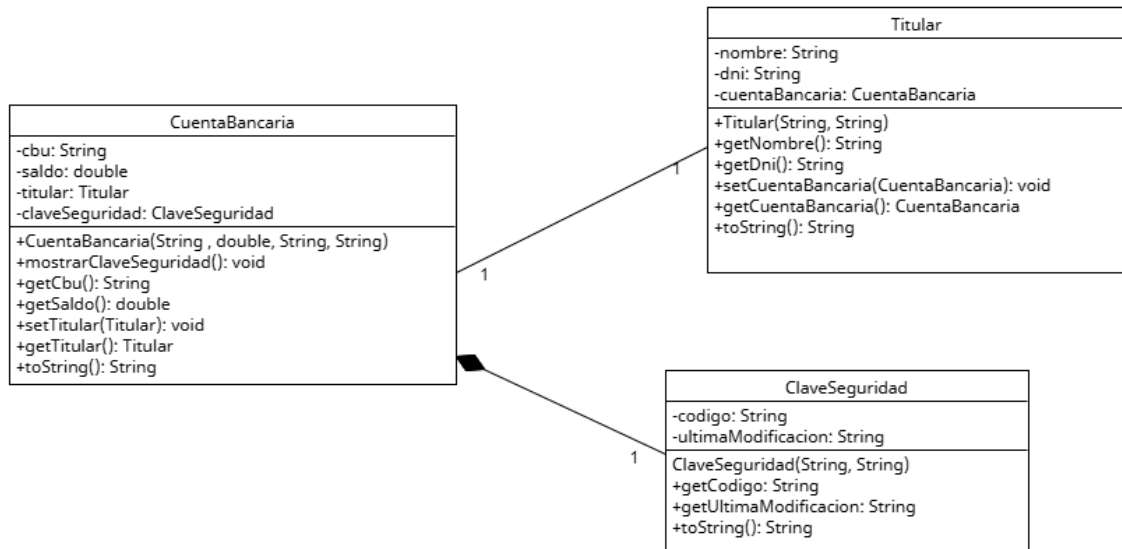 CuentaBancaria
-cbu: String
-saldo: double
-titular: Titular
-claveSeguridad: ClaveSeguridad
+CuentaBancaria(String , double, String, String)
+mostrarClaveSeguridad(): void
+getCbu(): String
+getSaldo(): double
+setTitular(Titular): void
+getTitular(): Titular
+toString(): String
1
1
Titular
-nombre: String
-dni: String
-cuentaBancaria: CuentaBancaria
+Titular(String, String)
+getNombre(): String
+getDni(): String
+setCuentaBancaria(CuentaBancaria): void
+getCuentaBancaria(): CuentaBancaria
+toString(): String
1
ClaveSeguridad
-codigo: String
-ultimaModificacion: String
ClaveSeguridad(String, String)
+getCodigo: String
+getUltimaModificacion: String
+toString(): String